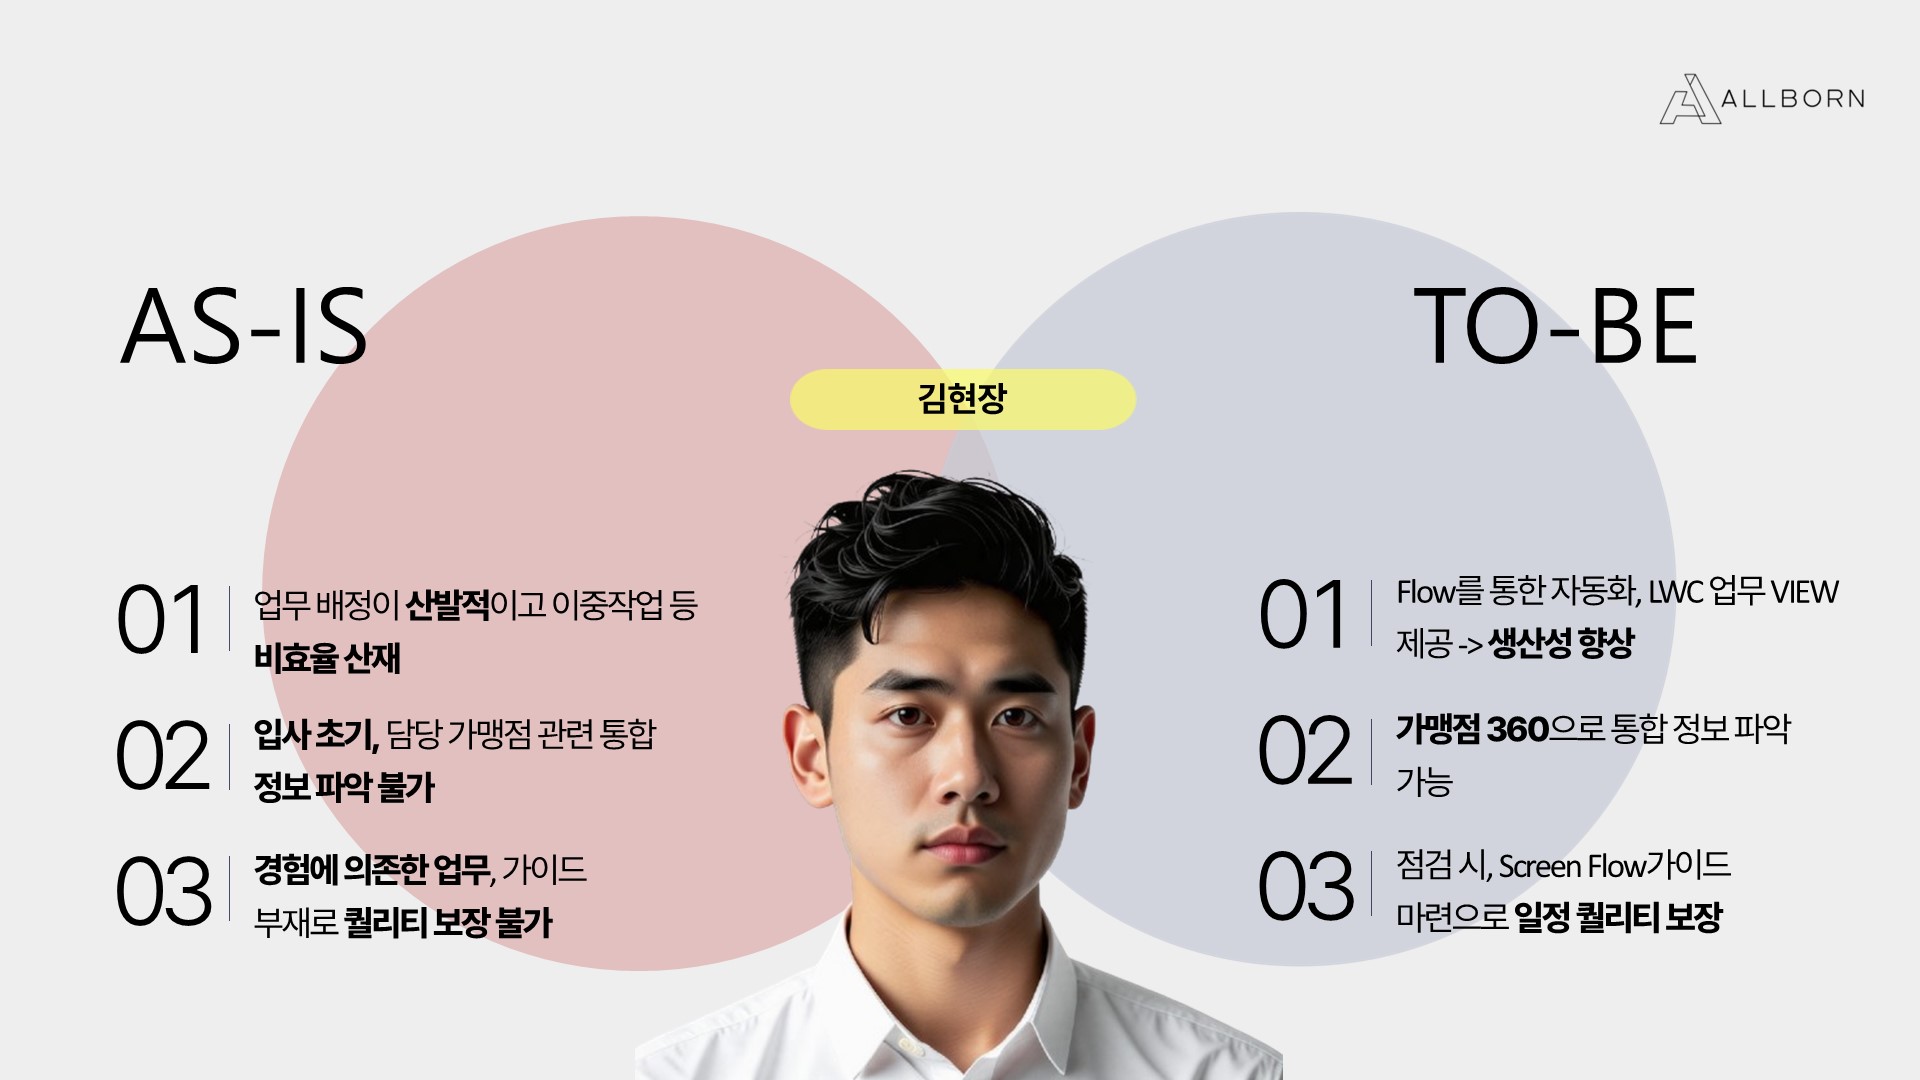 ALLBORN
AS-IS
TO-BE
김현장
01
업무 배정이 산발적이고 이중작업 등
비효율 산재
02
입사 초기, 담당 가맹점 관련 통합
정보 파악 불가
03
경험에 의존한 업무, 가이드
부재로 퀄리티 보장 불가
01
Flow를 통한 자동화, LWC 업무 VIEW
제공 -> 생산성 향상
02
가맹점 360으로 통합 정보 파악
가능
03
점검 시, Screen Flow가이드
마련으로 일정 퀄리티 보장